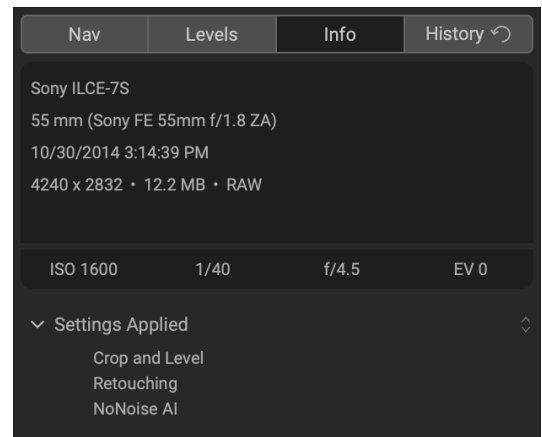 Nav Levels Info History
Sony ILCE-7S
55 mm (Sony FE 55mm f/1.8 ZA)
10/30/2014 3:14:39 PM
4240 x 2832 • 12.2 MB • RAW
ISO 1600 1/40 f/4.5 EV 0
Settings Applied
Crop and Level
Retouching
NoNoise AI